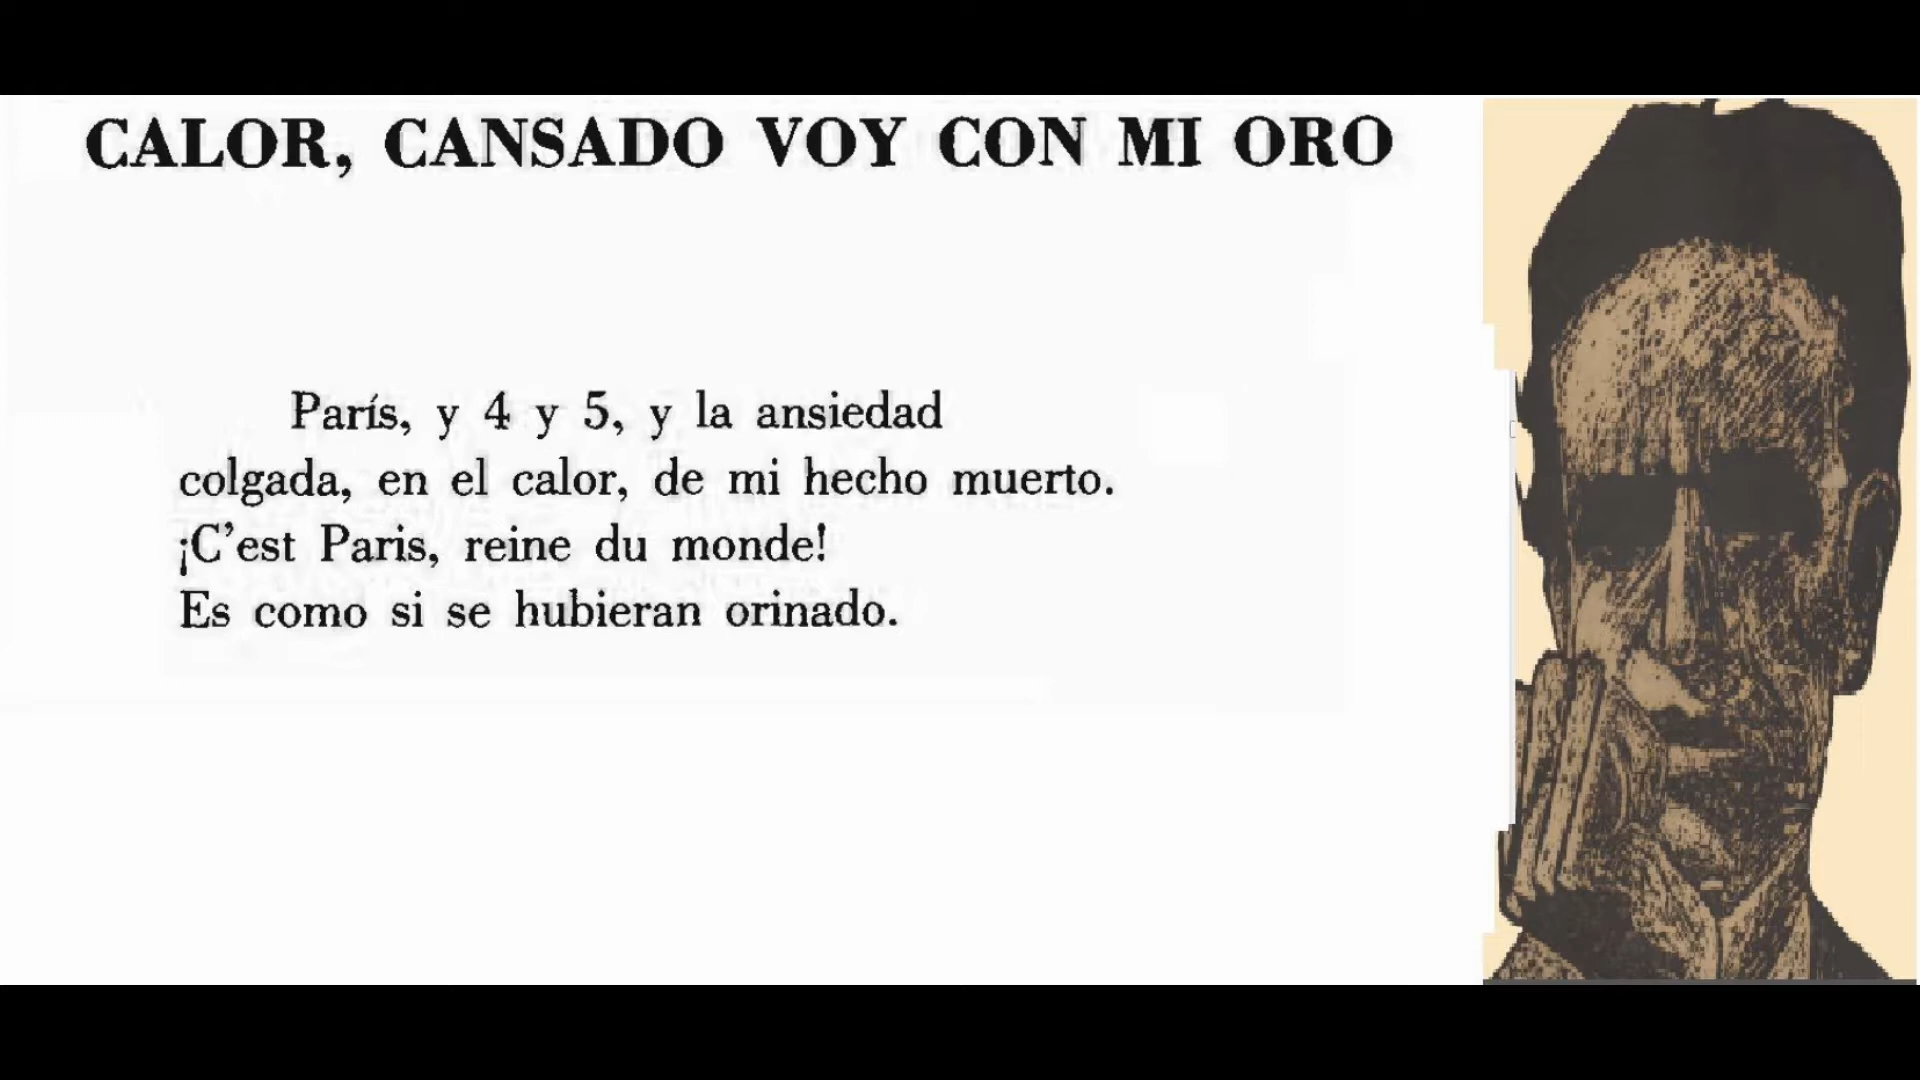 CALOR, CANSADO VOY CON MI ORO
París, y 4 y 5, y la ansiedad
colgada, en el calor, de mi hecho muerto.
¡C’est Paris, reine du monde!
Es como si se hubieran orinado.